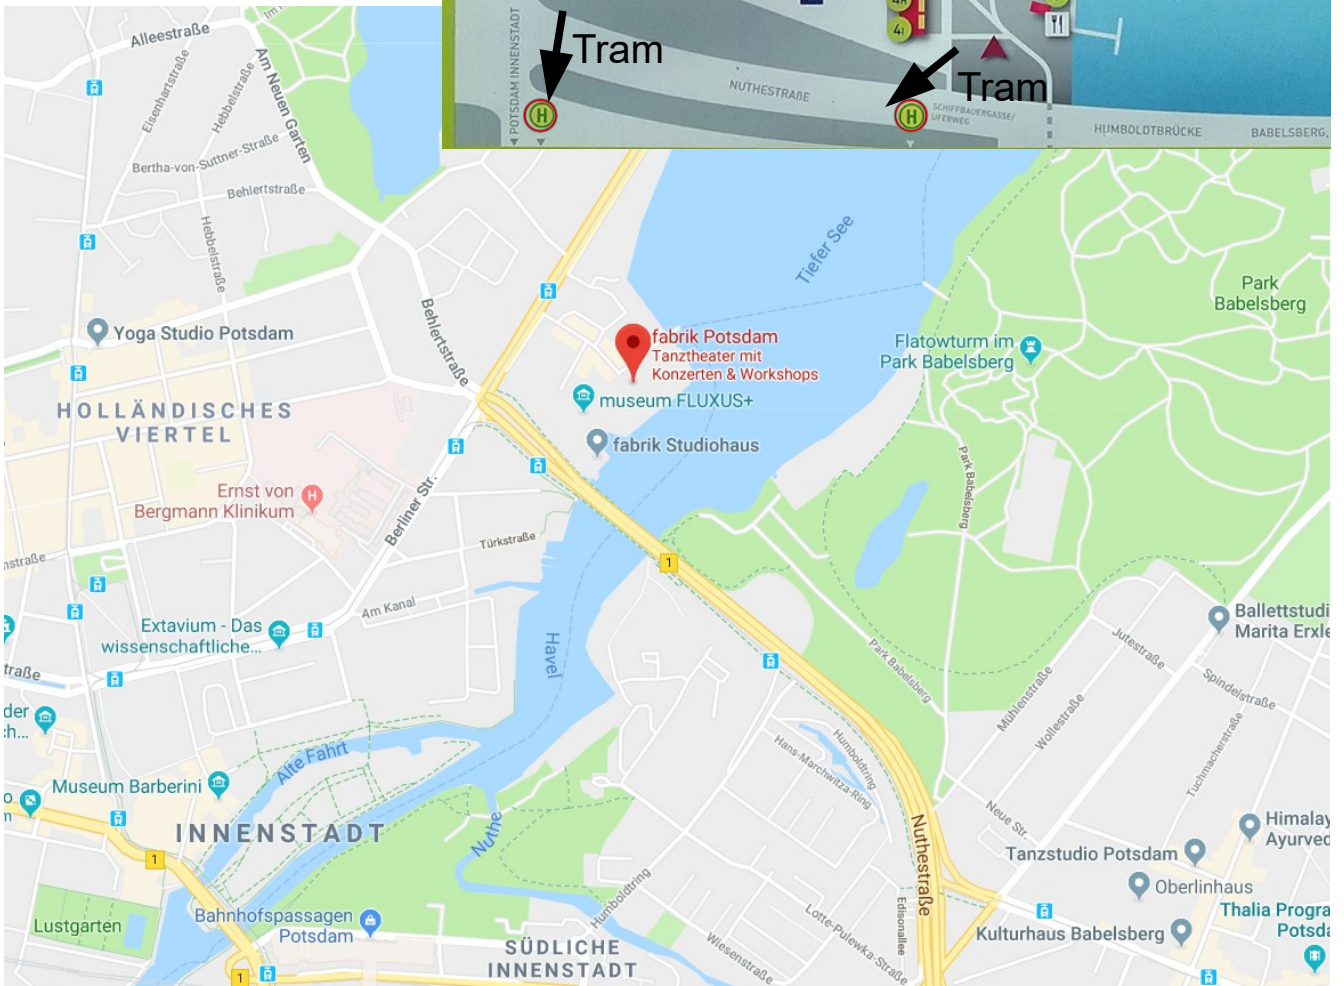 Alleestraße
Am Neuen Garten
Eisenhartstraße
Hebbelstraße
Bertha-von-Suttner-Straße
Behlertstraße
Hebbelstraße
POTSDAM INNENSTADT
Tram
Tram
NUTHESTRAßE
H
H
4I
SCHIFFBAUERGASSE/
UFERWEG
HUMBOLDTBRÜCKE
BABELSBERG,
Tiefer See
Park
Babelsberg
Yoga Studio Potsdam
Behlertstraße
fabrik Potsdam
Tanztheater mit
Konzerten & Workshops
Flatowturm im
Park Babelsberg
museum FLUXUS+
HOLLÄNDISCHES
VIERTEL
fabrik Studiohaus
Park Babelsberg
Ernst von
Bergmann Klinikum
H
Berliner Str.
Türkstraße
nstraße
1
Am Kanal
Extavium - Das
wissenschaftliche...
Havel
Ballettstudi
Marita Erxle
Jutestraße
Park Babelsberg
Mühlenstraße
Wollestraße
Spindelstraße
Tuchmacherstraße
traße
der
ch...
Alte Fahrt
Humboldtring
Hans-Marchwitza-Ring
Museum Barberini
INNENSTADT
Nuthe
Neue Str.
Nuthestraße
Himalay
Ayurved
Tanzstudio Potsdam
1
Oberlinhaus
Humboldtring
Edisonallee
Lotte-Pulewka-Straße
Wiesenstraße
Lustgarten
Bahnhofspassagen
Potsdam
SÜDLICHE
INNENSTADT
Kulturhaus Babelsberg
Thalia Progra
Potsda
1